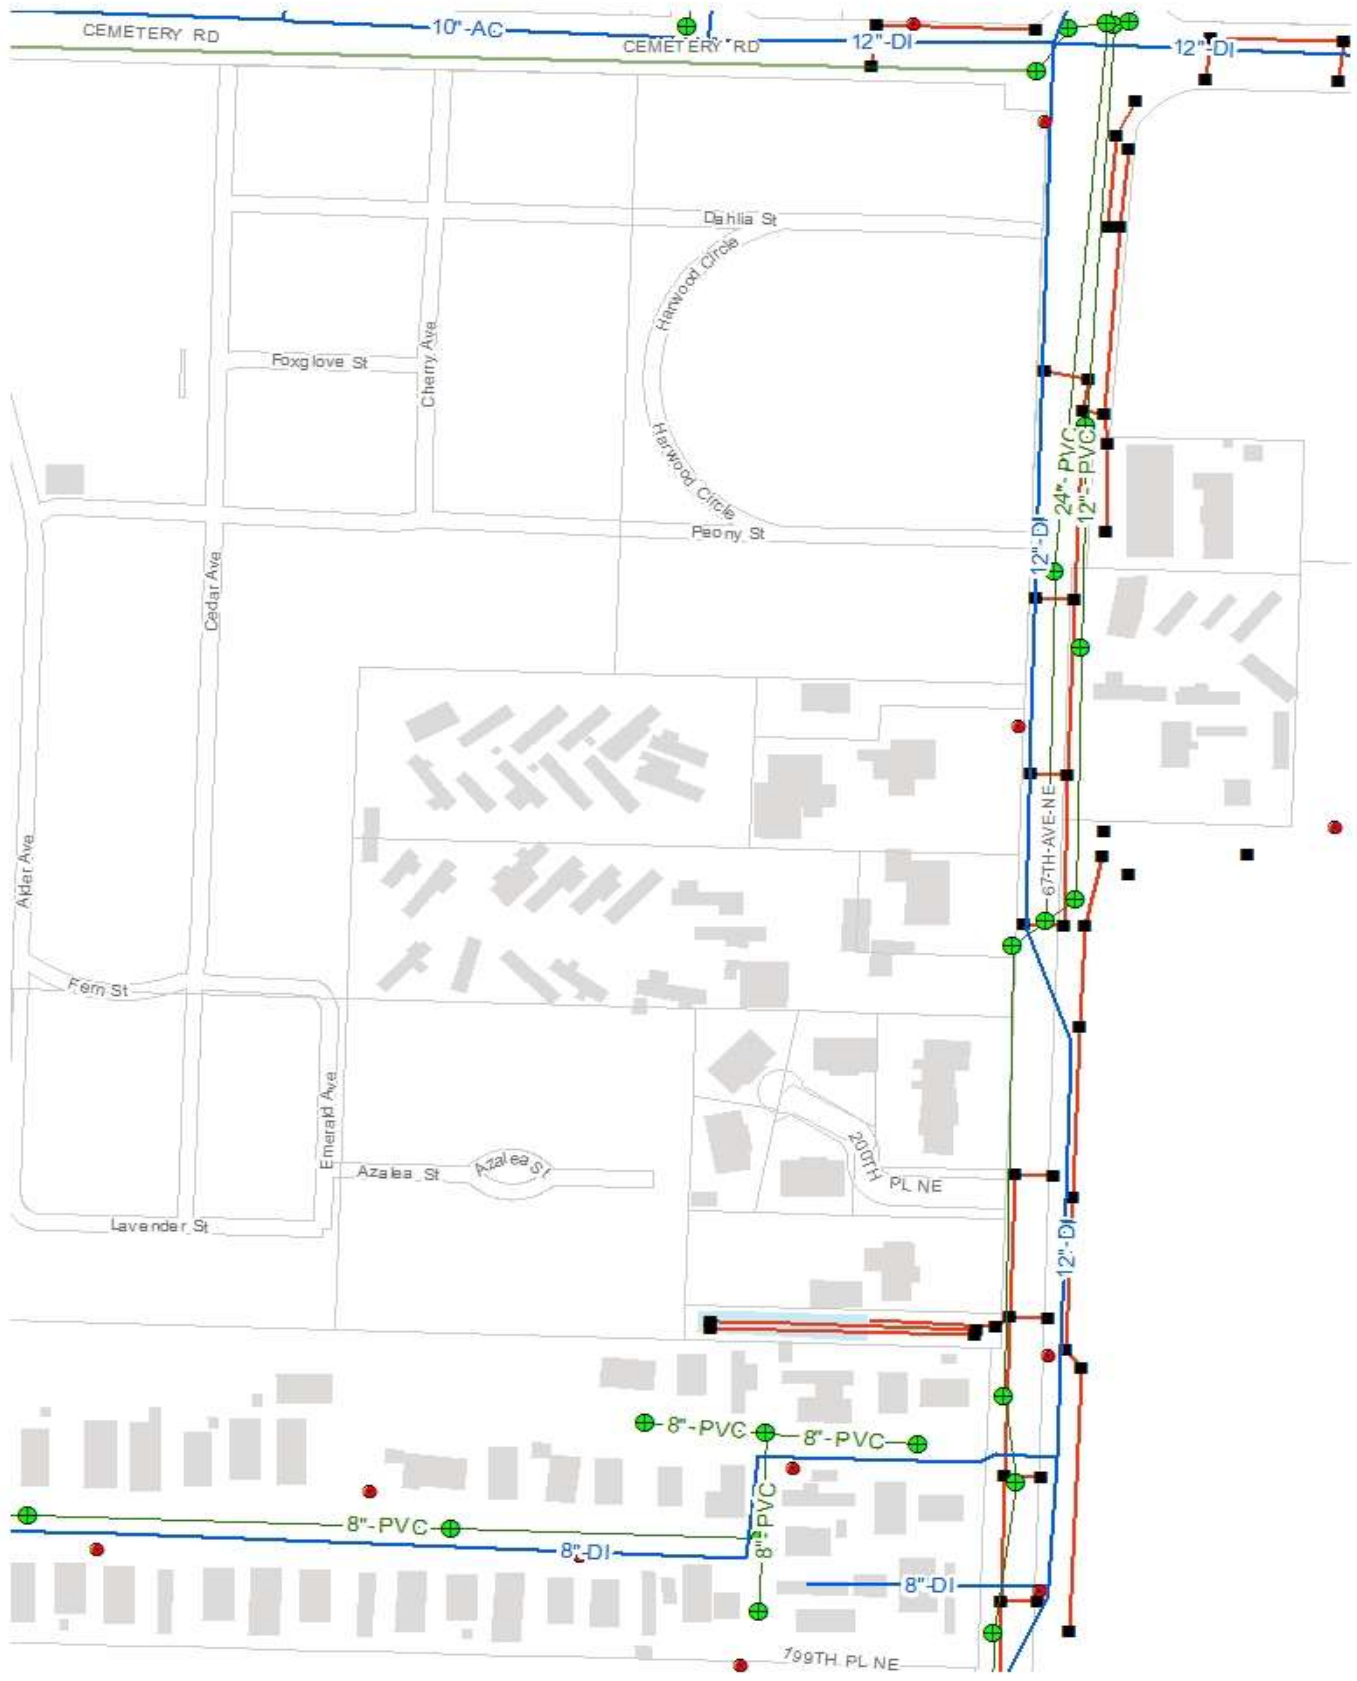 10"-AC
CEMETERY RD
CEMETERY RD
12"-DI
12"-DI
Dahlia St
Harwood Circle
Foxglove St
Cherry Ave
Harwood Circle
24"-PVC
12"-PVC
Peony St
12"-DI
Cedar Ave
67TH-AVE-NE
Alder Ave
Fern St
Emerald Ave
200TH
PL NE
Azalea St
Azalea St
Lavender St
12"-DI
8"-PVC
8"-PVC
8"-PVC
8"-PVC
8"-DI
8"-DI
199TH PL NE